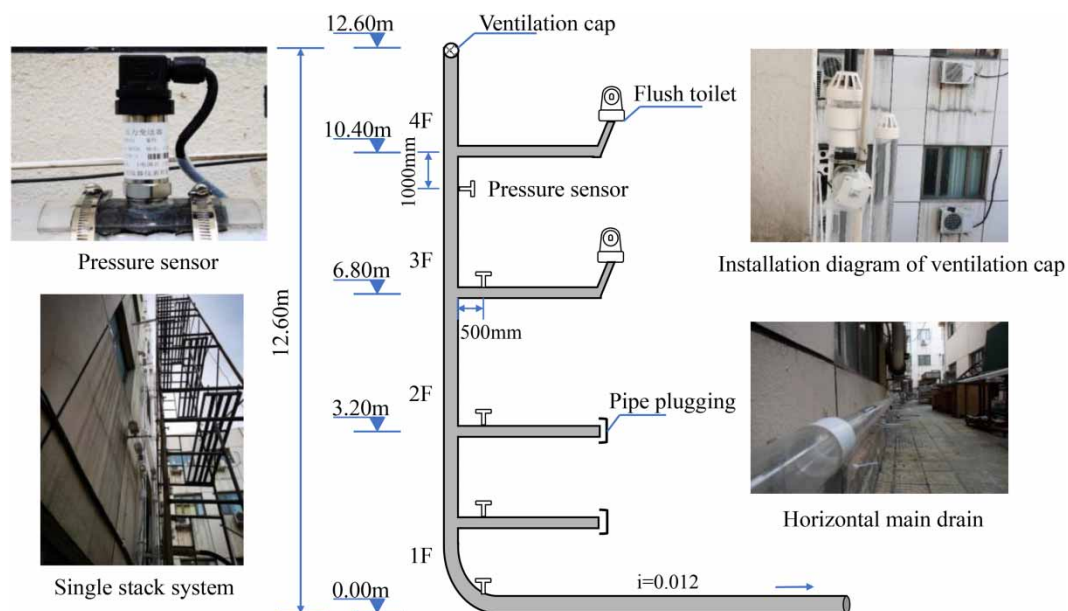 12.60m
Ventilation cap
4F
Flush toilet
10.40m
1000mm
Pressure sensor
Pressure sensor
3F
6.80m
Installation diagram of ventilation cap
12.60m
500mm
2F
Pipe plugging
3.20m
Horizontal main drain
1F
Single stack system
0.00m
i=0.012